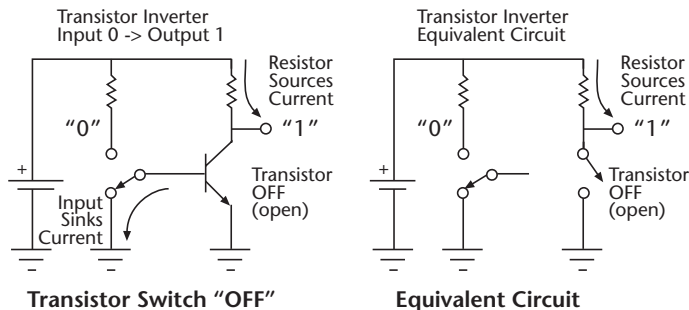 Transistor Inverter
Input 0 -> Output 1
Resistor
Sources
Current
"0"
"1"
+
Input
Sinks
Current
Transistor
OFF
(open)
Transistor Switch "OFF"
Transistor Inverter
Equivalent Circuit
Resistor
Sources
Current
"0"
"1"
+
Transistor
OFF
(open)
Equivalent Circuit